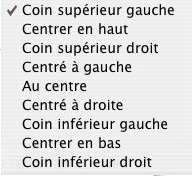 ✓ Coin supérieur gauche
Centrer en haut
Coin supérieur droit
Centré à gauche
Au centre
Centré à droite
Coin inférieur gauche
Centrer en bas
Coin inférieur droit